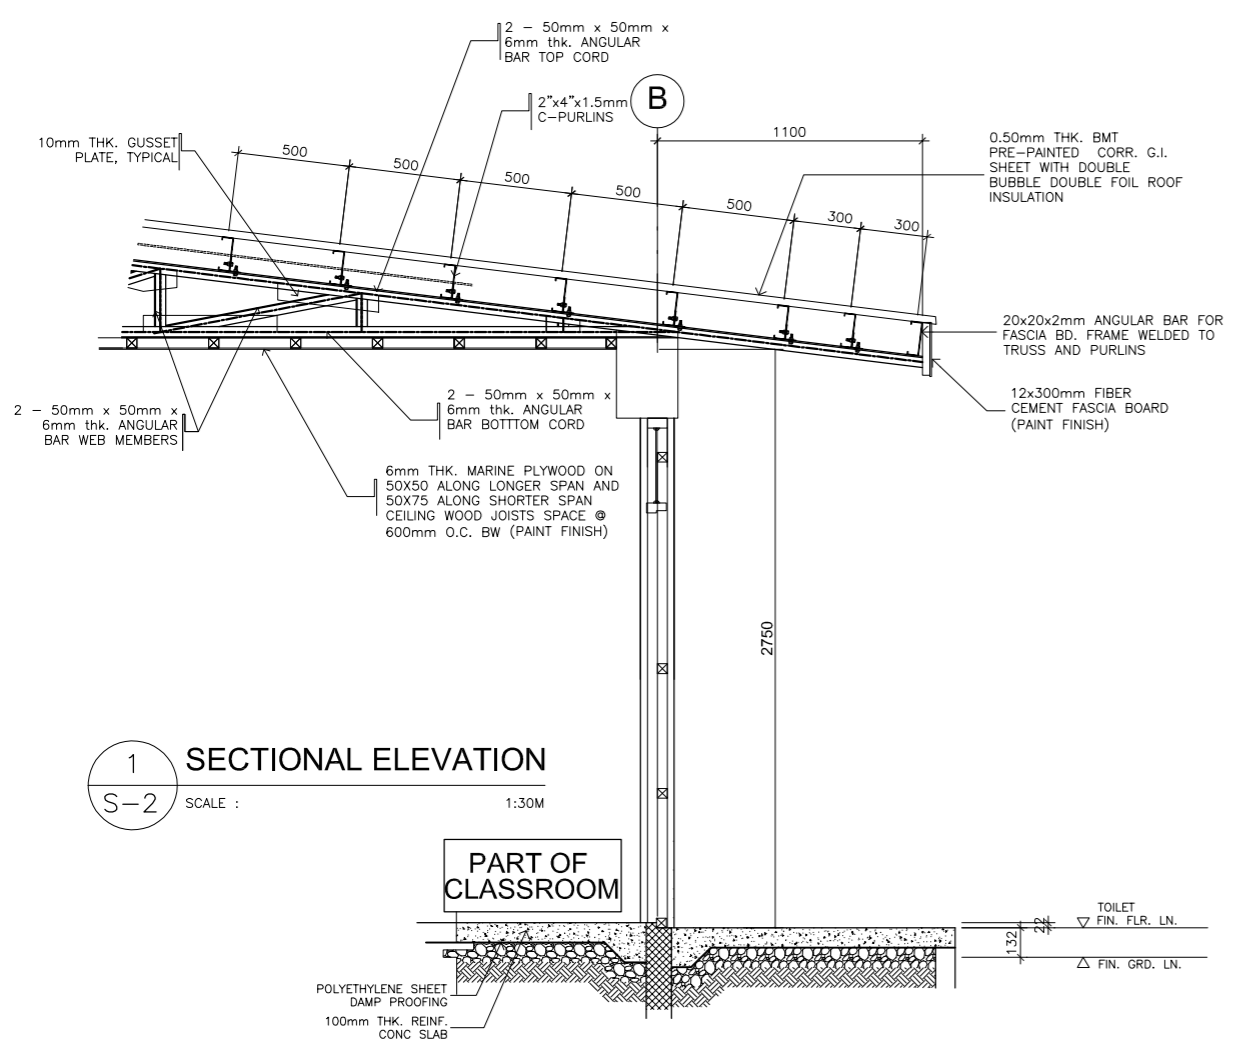 2 - 50mm x 50mm x
6mm thk. ANGULAR
BAR TOP CORD
2"x4"x1.5mm
C-PURLINS
B
1100
10mm THK. GUSSET
PLATE, TYPICAL
500
500
500
500
500
300
300
0.50mm THK. BMT
PRE-PAINTED CORR. G.I.
SHEET WITH DOUBLE
BUBBLE DOUBLE FOIL ROOF
INSULATION
20x20x2mm ANGULAR BAR FOR
FASCIA BD. FRAME WELDED TO
TRUSS AND PURLINS
12x300mm FIBER
CEMENT FASCIA BOARD
(PAINT FINISH)
2 - 50mm x 50mm x
6mm thk. ANGULAR
BAR WEB MEMBERS
2 - 50mm x 50mm x
6mm thk. ANGULAR
BAR BOTTTOM CORD
6mm THK. MARINE PLYWOOD ON
50X50 ALONG LONGER SPAN AND
50X75 ALONG SHORTER SPAN
CEILING WOOD JOISTS SPACE @
600mm O.C. BW (PAINT FINISH)
2750
1
S-2
SECTIONAL ELEVATION
SCALE :
1:30M
PART OF
CLASSROOM
TOILET
FIN. FLR. LN.
22
132
FIN. GRD. LN.
POLYETHYLENE SHEET
DAMP PROOFING
100mm THK. REINF.
CONC SLAB